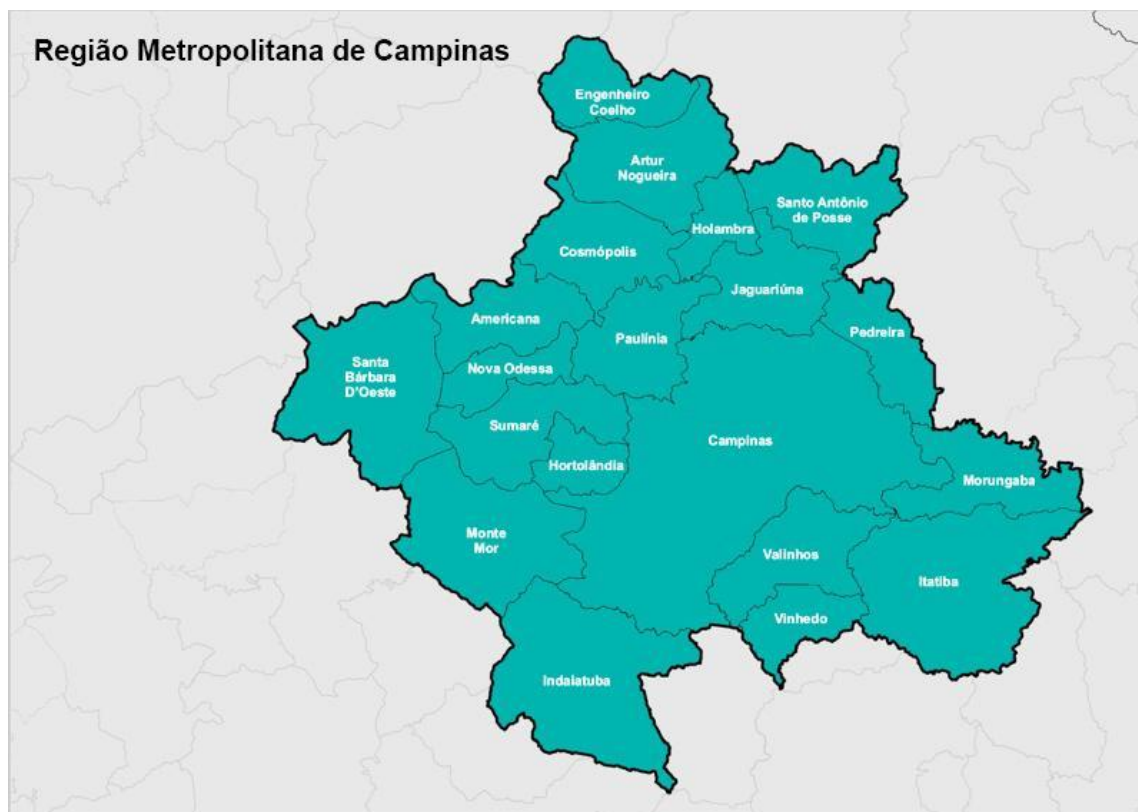 Região Metropolitana de Campinas
Engenheiro
Coelho
Artur
Nogueira
Santo Antônio
de Posse
Holambra
Cosmópolis
Jaguariúna
Americana
Pedreira
Paulínia
Santa
Bárbara
D'Oeste
Nova Odessa
Sumaré
Campinas
Hortolândia
Morungaba
Monte
Mor
Valinhos
Itatiba
Vinhedo
Indaiatuba